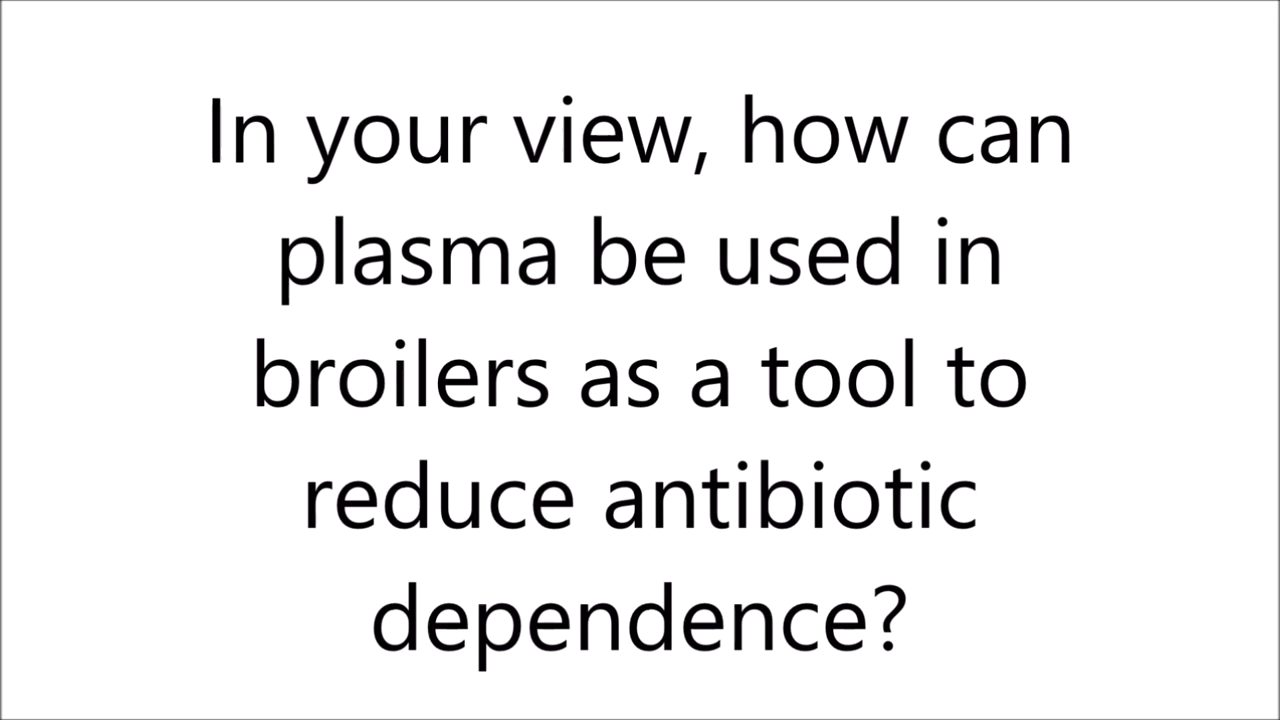 In your view, how can
plasma be used in
broilers as a tool to
reduce antibiotic
dependence?